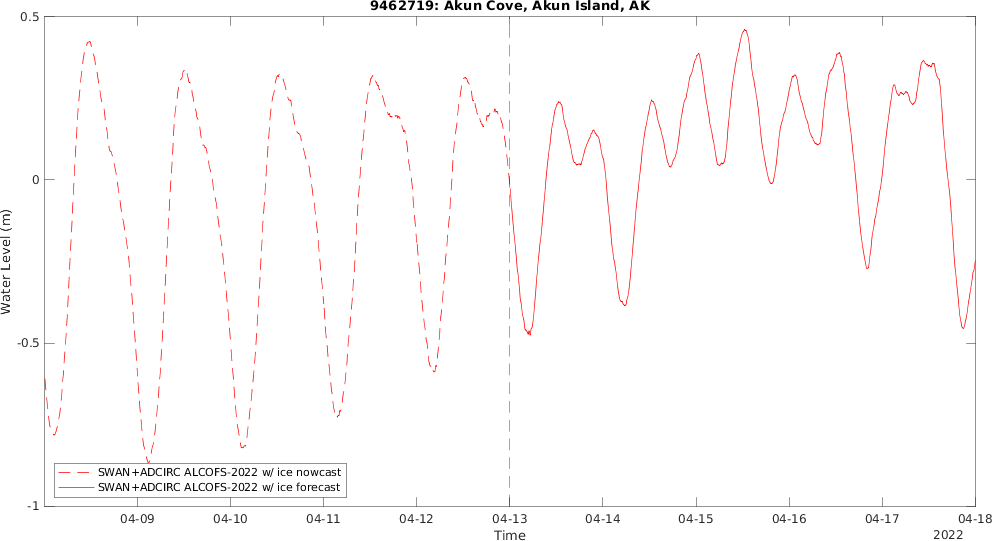 9462719: Akun Cove, Akun Island, AK
0.5
0
-0.5
-1
Water Level (m)
SWAN+ADCIRC ALCOFS-2022 w/ ice nowcast
SWAN+ADCIRC ALCOFS-2022 w/ ice forecast
04-09 04-10 04-11 04-12 04-13 04-14 04-15 04-16 04-17 04-18
Time
2022